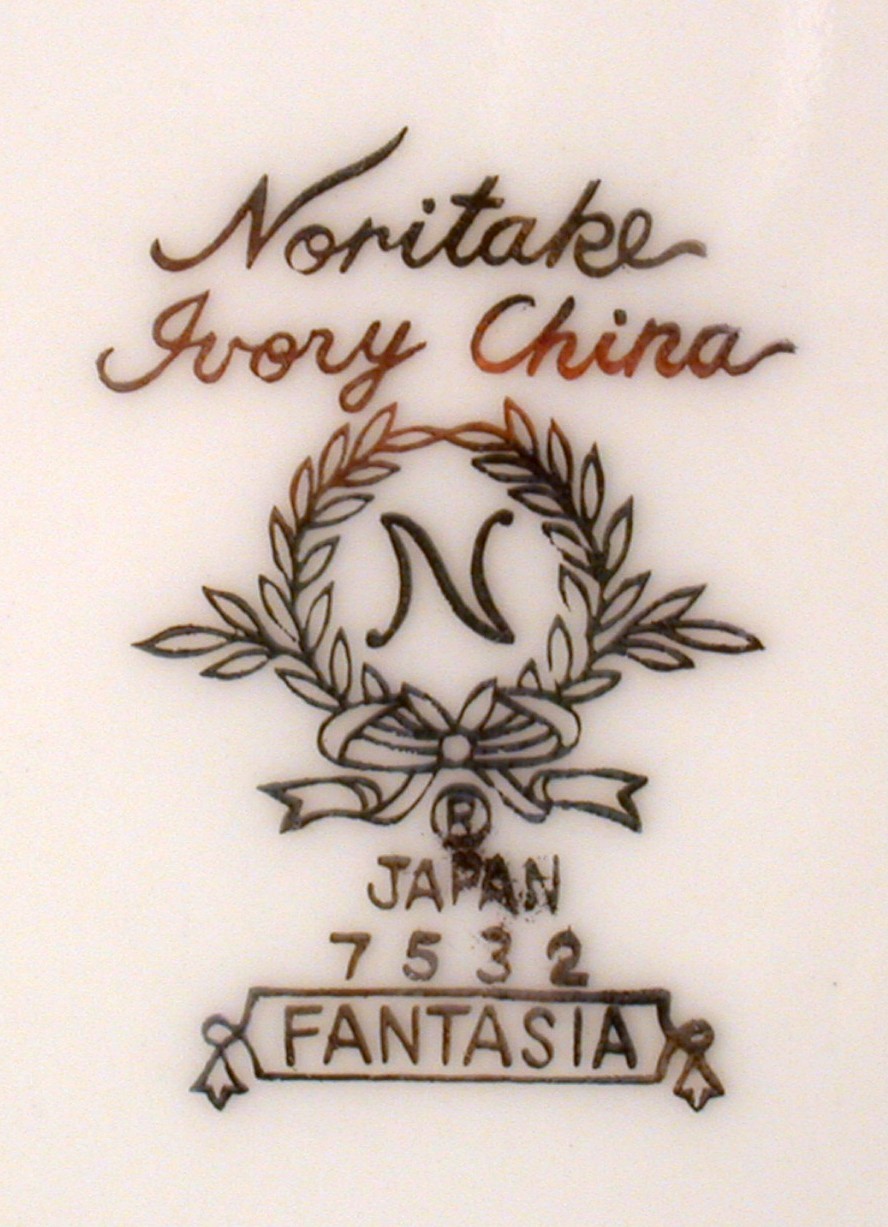 Noritake
Ivory China
N
®
JAPAN
7532
FANTASIA